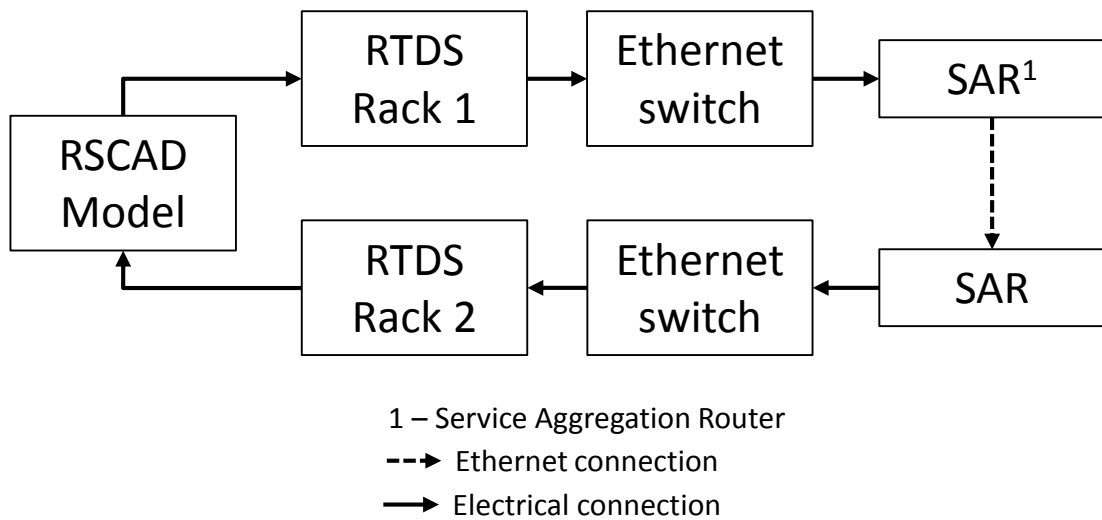 RTDS
Rack 1
Ethernet
switch
SAR¹
RSCAD
Model
RTDS
Rack 2
Ethernet
switch
SAR
1 – Service Aggregation Router
Ethernet connection
Electrical connection